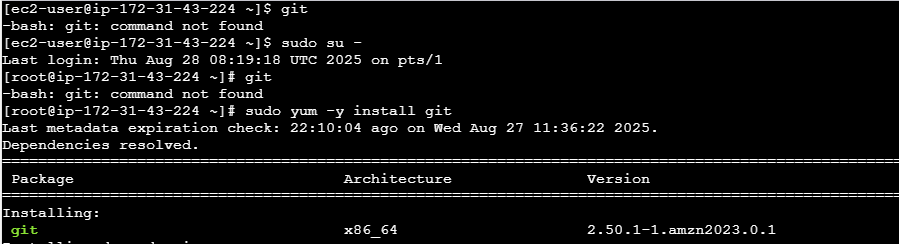 [ec2-user@ip-172-31-43-224 ~]$ git
-bash: git: command not found
[ec2-user@ip-172-31-43-224 ~]$ sudo su -
Last login: Thu Aug 28 08:19:18 UTC 2025 on pts/1
[root@ip-172-31-43-224 ~]# git
-bash: git: command not found
[root@ip-172-31-43-224 ~]# sudo yum -y install git
Last metadata expiration check: 22:10:04 ago on Wed Aug 27 11:36:22 2025.
Dependencies resolved.
Package Architecture Version
Installing:
git x86_64 2.50.1-1.amzn2023.0.1